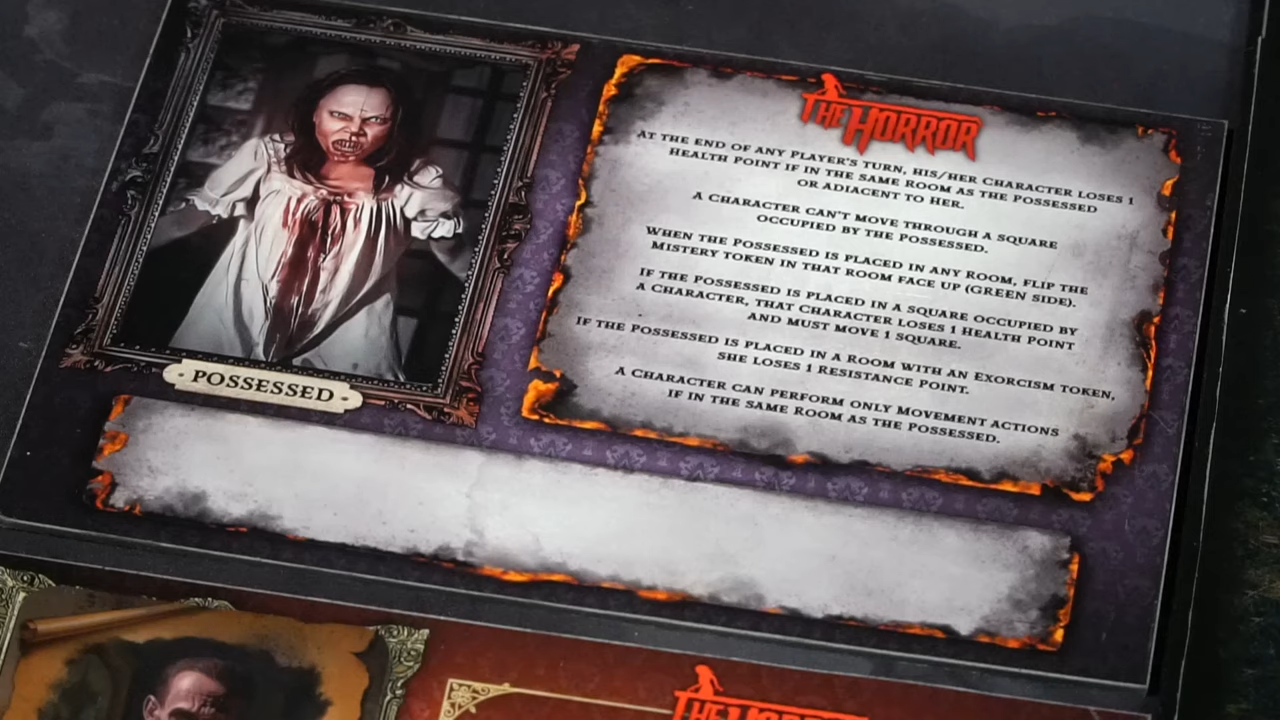 THE HORROR
AT THE END OF ANY PLAYER'S TURN, HIS/HER CHARACTER LOSES 1
HEALTH POINT IF IN THE SAME ROOM AS THE POSSESSED
OR ADIACENT TO HER.
A CHARACTER CAN'T MOVE THROUGH A SQUARE
OCCUPIED BY THE POSSESSED.
WHEN THE POSSESSED IS PLACED IN ANY ROOM, FLIP THE
MISTERY TOKEN IN THAT ROOM FACE UP (GREEN SIDE).
IF THE POSSESSED IS PLACED IN A SQUARE OCCUPIED BY
A CHARACTER, THAT CHARACTER LOSES 1 HEALTH POINT
AND MUST MOVE 1 SQUARE.
IF THE POSSESSED IS PLACED IN A ROOM WITH AN EXORCISM TOKEN,
SHE LOSES 1 RESISTANCE POINT.
A CHARACTER CAN PERFORM ONLY MOVEMENT ACTIONS
IF IN THE SAME ROOM AS THE POSSESSED.
POSSESSED
THE HORROR